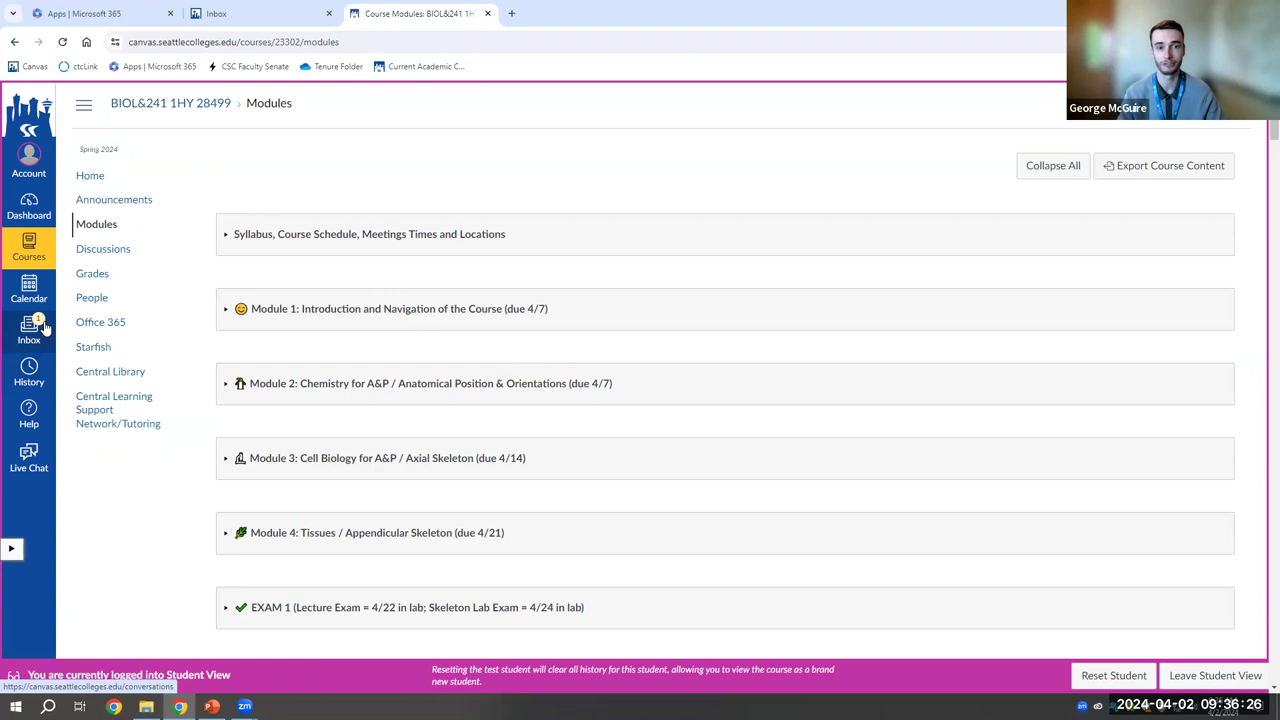 Apps | Microsoft 365
Inbox
Course Modules: BIOL&241 1H
canvas.seattlecolleges.edu/courses/23302/modules
Canvas
ctcLink
Apps | Microsoft 365
CSC Faculty Senate
Tenure Folder
Current Academic C...
George McGuire
BIOL&241 1HY 28499 › Modules
Spring 2024
Collapse All
Export Course Content
Account
Dashboard
Courses
Calendar
1
Inbox
History
Help
Live Chat
Home
Announcements
Modules
Discussions
Grades
People
Office 365
Starfish
Central Library
Central Learning
Support
Network/Tutoring
Syllabus, Course Schedule, Meetings Times and Locations
Module 1: Introduction and Navigation of the Course (due 4/7)
Module 2: Chemistry for A&P / Anatomical Position & Orientations (due 4/7)
Module 3: Cell Biology for A&P / Axial Skeleton (due 4/14)
Module 4: Tissues / Appendicular Skeleton (due 4/21)
EXAM 1 (Lecture Exam = 4/22 in lab; Skeleton Lab Exam = 4/24 in lab)
You are currently logged into Student View
Resetting the test student will clear all history for this student, allowing you to view the course as a brand
new student.
Reset Student
Leave Student View
https://canvas.seattlecolleges.edu/conversations
2024-04-02 09:36:26